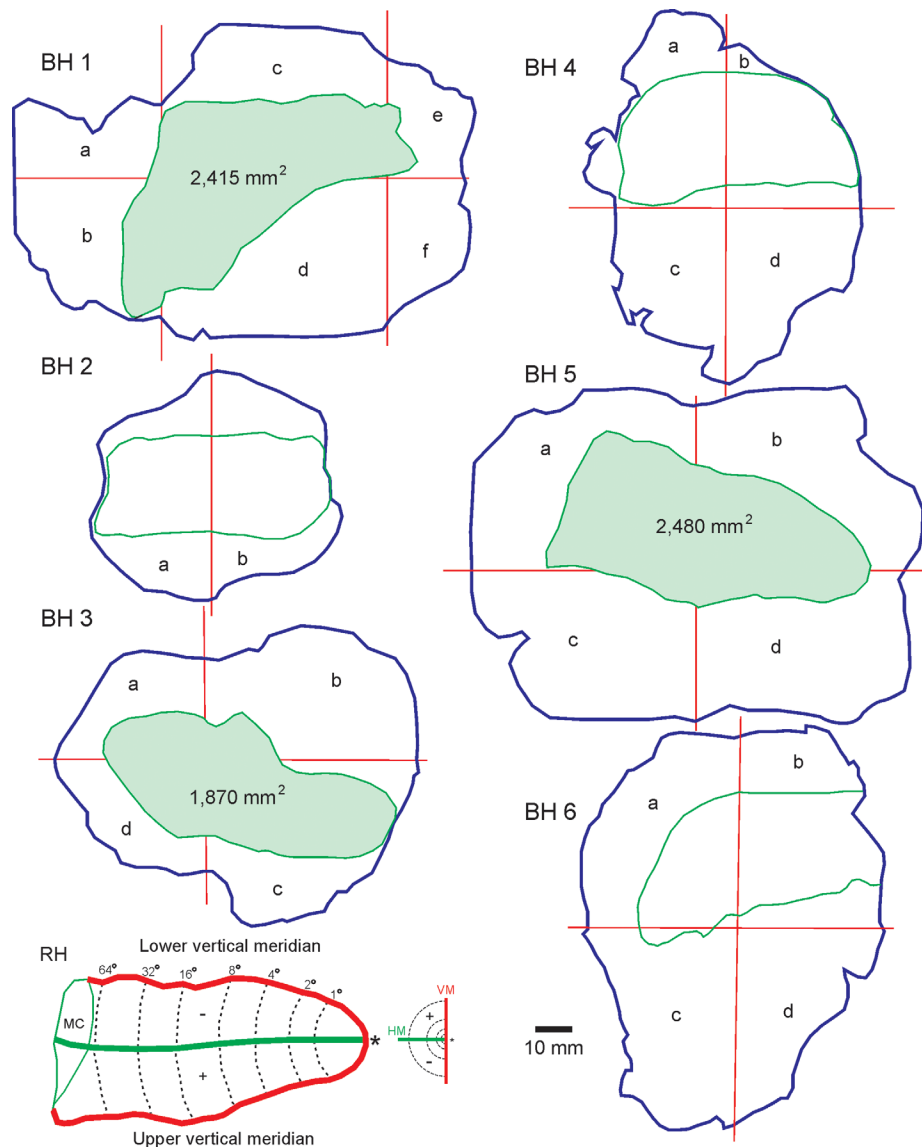 BH 1
a
b
c
d
e
f
2,415 mm²
BH 2
a
b
BH 3
a
b
c
d
1,870 mm²
BH 4
a
b
c
d
BH 5
a
b
c
d
2,480 mm²
BH 6
a
b
c
d
RH
Lower vertical meridian
64° 32° 16° 8° 4° 2° 1°
MC
-
+
*
Upper vertical meridian
VM
HM
+
-
*
10 mm